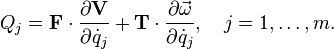 Q_j = \mathbf{F} \cdot \frac{\partial \mathbf{V}}{\partial \dot{q}_j} + \mathbf{T} \cdot \frac{\partial \vec{\omega}}{\partial \dot{q}_j}, \quad j = 1, \ldots, m.